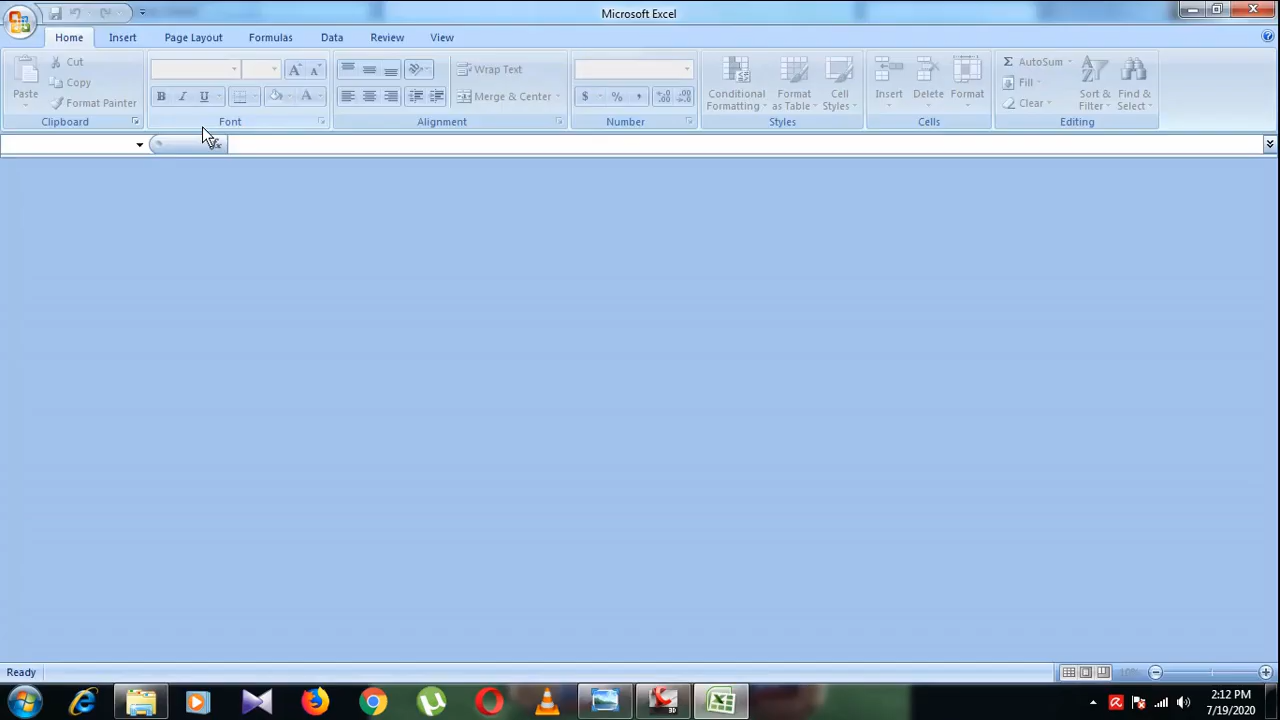 Microsoft Excel
Home Insert Page Layout Formulas Data Review View
Paste
Cut
Copy
Format Painter
Clipboard
B I U A
Font
Wrap Text
Merge & Center
Alignment
$ % ,
Number
Conditional Formatting
Format as Table
Cell Styles
Styles
Insert
Delete
Format
Cells
Σ AutoSum
Fill
Clear
Sort & Filter
Find & Select
Editing
Ready
2:12 PM
7/19/2020